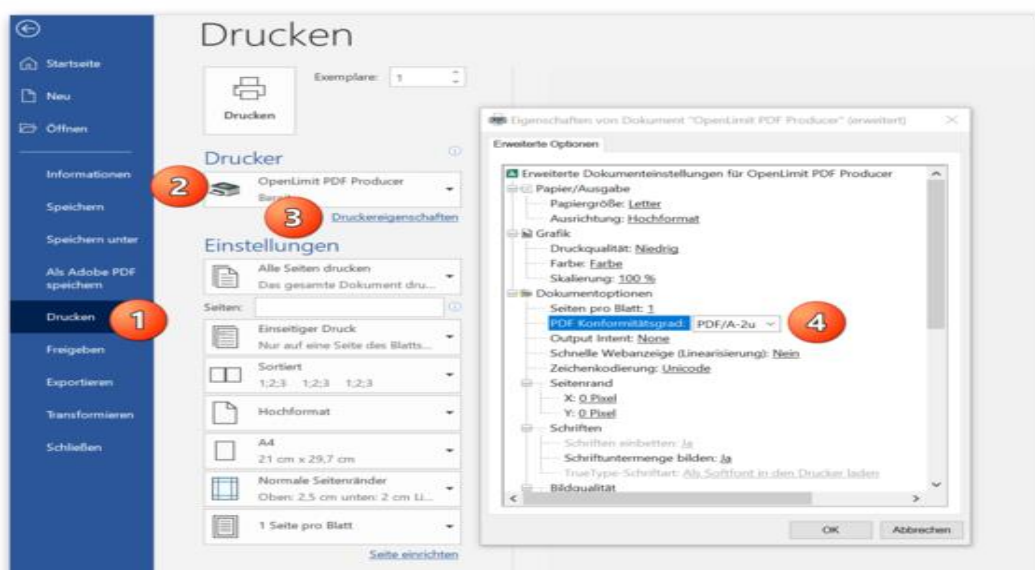 Drucken
Startseite
Neu
Öffnen
Informationen
Speichern
Speichern unter
Als Adobe PDF
speichern
Drucken
1
Freigeben
Exportieren
Transformieren
Schließen
Exemplare: 1
Drucken
Drucker
2
OpenLimit PDF Producer
3
Druckereigenschaften
Einstellungen
Alle Seiten drucken
Das gesamte Dokument dru...
Seiten:
Einseitiger Druck
Nur auf eine Seite des Blatts...
Sortiert
1;2;3 1;2;3 1;2;3
Hochformat
A4
21 cm x 29,7 cm
Normale Seitenränder
Oben: 2,5 cm unten: 2 cm Li...
1 Seite pro Blatt
Seite einrichten
Eigenschaften von Dokument "OpenLimit PDF Producer" (erweitert)
Erweiterte Optionen
Erweiterte Dokumenteinstellungen für OpenLimit PDF Producer
Papier/Ausgabe
Papiergröße: Letter
Ausrichtung: Hochformat
Grafik
Druckqualität: Niedrig
Farbe: Farbe
Skalierung: 100 %
Dokumentoptionen
Seiten pro Blatt: 1
PDF Konformitätsgrad: PDF/A-2u
4
Output Intent: None
Schnelle Webanzeige (Linearisierung): Nein
Zeichenkodierung: Unicode
Seitenrand
X: 0 Pixel
Y: 0 Pixel
Schriften
Schriften einbetten: Ja
Schriftuntermenge bilden: Ja
TrueType-Schriftart: Als Softfont in den Drucker laden
Bildqualität
OK
Abbrechen